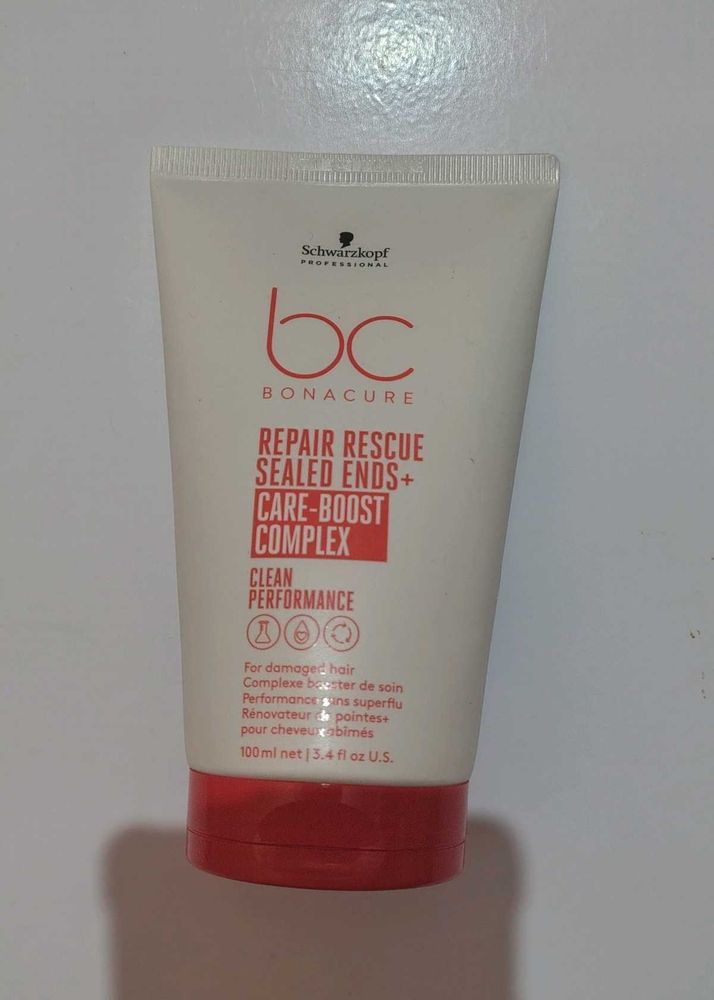 Schwarzkopf
PROFESSIONAL
bc
BONACURE
REPAIR RESCUE
SEALED ENDS+
CARE-BOOST
COMPLEX
CLEAN
PERFORMANCE
For damaged hair
Complexe booster de soin
Performance sans superflu
Rénovateur de pointes+
pour cheveux abîmés
100 ml net | 3.4 fl oz U.S.